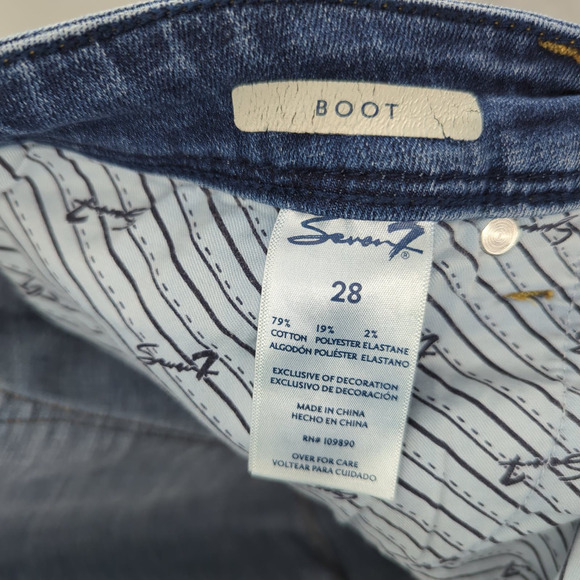 BOOT
Seven7®
28
79% 19% 2%
COTTON POLYESTER ELASTANE
ALGODÓN POLIÉSTER ELASTANO
EXCLUSIVE OF DECORATION
EXCLUSIVO DE DECORACIÓN
MADE IN CHINA
HECHO EN CHINA
RN# 109890
OVER FOR CARE
VOLTEAR PARA CUIDADO
Seven7